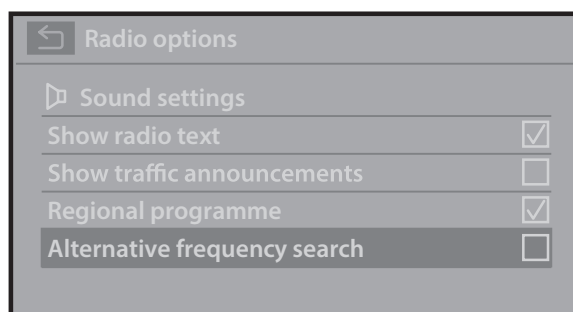 Radio options
Sound settings
Show radio text
Show traffic announcements
Regional programme
Alternative frequency search